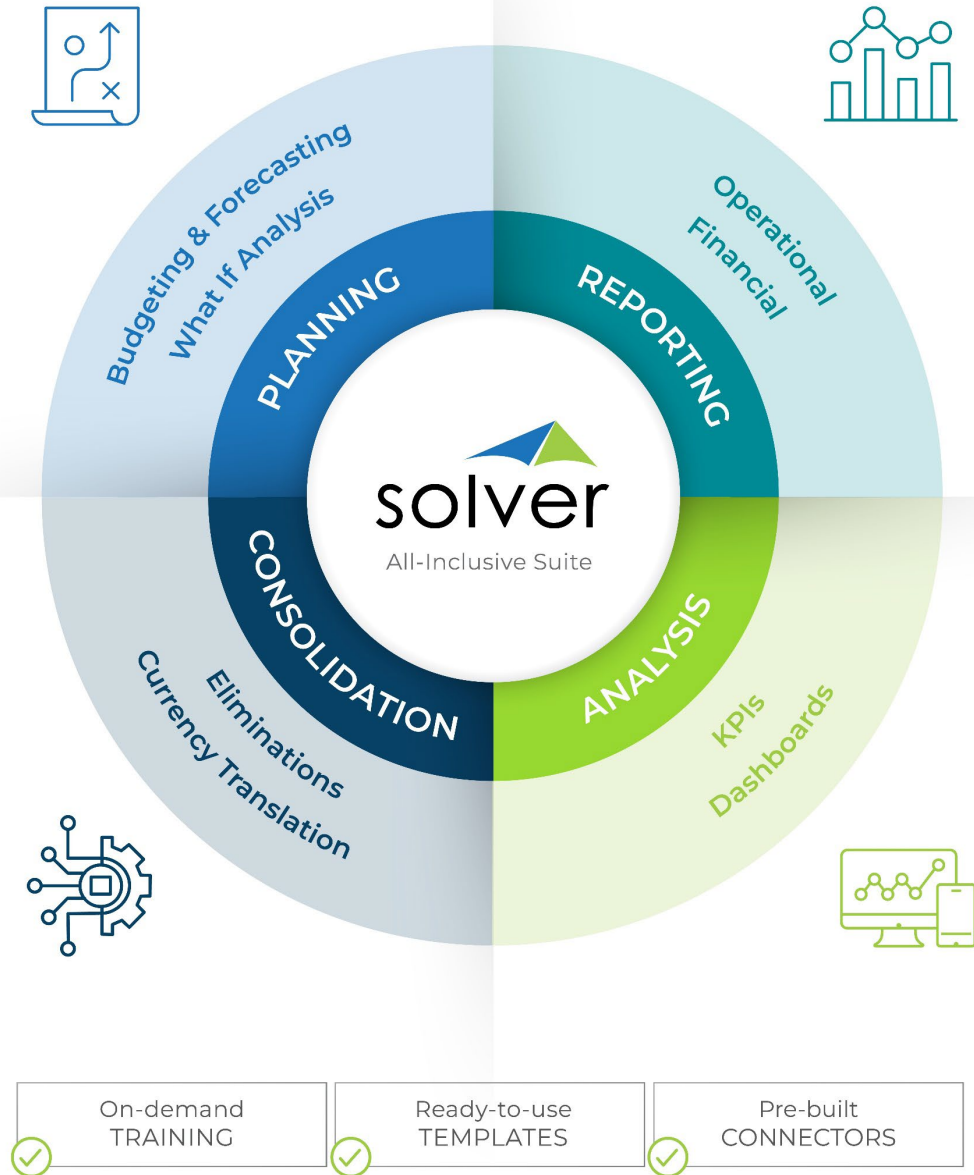 Budgeting & Forecasting
What If Analysis
PLANNING
Operational
Financial
REPORTING
solver
All-Inclusive Suite
CONSOLIDATION
Eliminations
Currency Translation
ANALYSIS
KPIs
Dashboards
On-demand
TRAINING
Ready-to-use
TEMPLATES
Pre-built
CONNECTORS